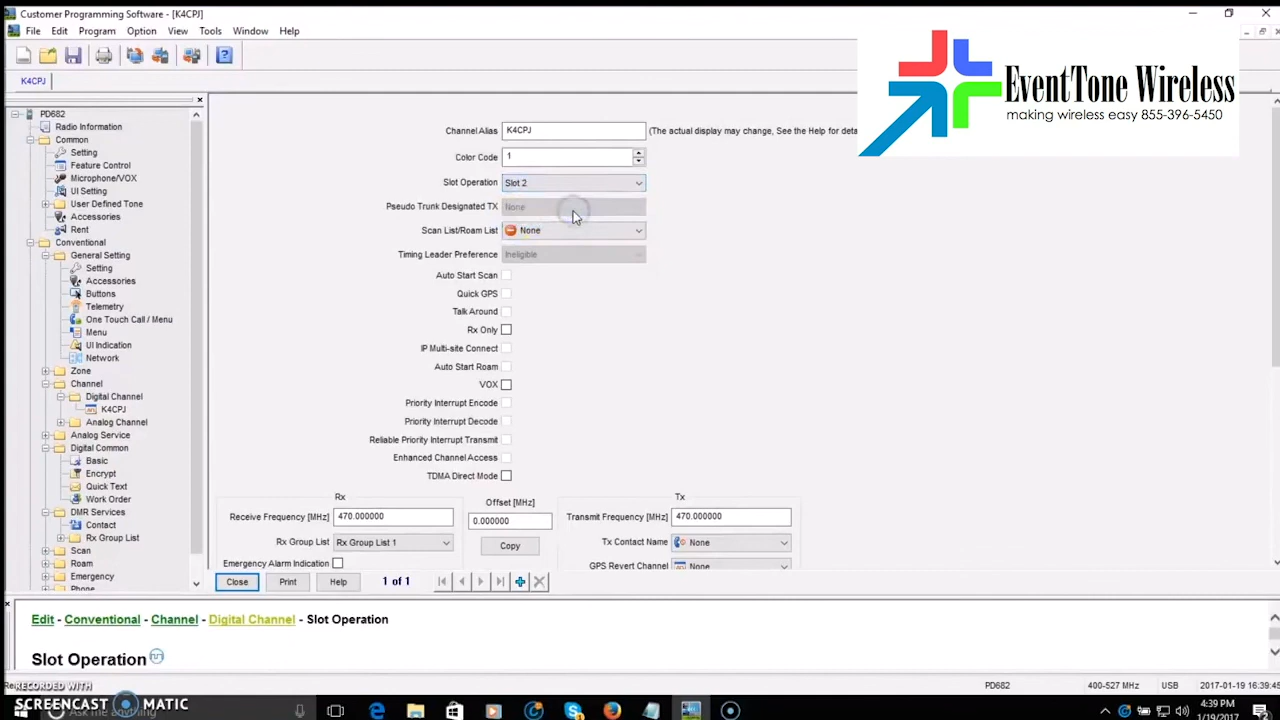 Customer Programming Software - [K4CPJ]
File Edit Program Option View Tools Window Help
K4CPJ
EventTone Wireless
making wireless easy 855-396-5450
PD682
Radio Information
Common
Setting
Feature Control
Microphone/VOX
UI Setting
User Defined Tone
Accessories
Rent
Conventional
General Setting
Setting
Accessories
Buttons
Telemetry
One Touch Call / Menu
Menu
UI Indication
Network
Zone
Channel
Digital Channel
K4CPJ
Analog Channel
Analog Service
Digital Common
Basic
Encrypt
Quick Text
Work Order
DMR Services
Contact
Rx Group List
Scan
Roam
Emergency
Phone
Channel Alias K4CPJ (The actual display may change, See the Help for deta
Color Code 1
Slot Operation Slot 2
Pseudo Trunk Designated TX None
Scan List/Roam List None
Timing Leader Preference Ineligible
Auto Start Scan
Quick GPS
Talk Around
Rx Only
IP Multi-site Connect
Auto Start Roam
VOX
Priority Interrupt Encode
Priority Interrupt Decode
Reliable Priority Interrupt Transmit
Enhanced Channel Access
TDMA Direct Mode
Rx Offset [MHz] Tx
Receive Frequency [MHz] 470.000000 0.000000 Transmit Frequency [MHz] 470.000000
Rx Group List Rx Group List 1 Copy Tx Contact Name None
Emergency Alarm Indication GPS Revert Channel None
Close Print Help 1 of 1
Edit - Conventional - Channel - Digital Channel - Slot Operation
Slot Operation
PD682 400-527 MHz USB 2017-01-19 16:39:45
RECORDED WITH
SCREENCAST MATIC
4:39 PM
1/19/2017